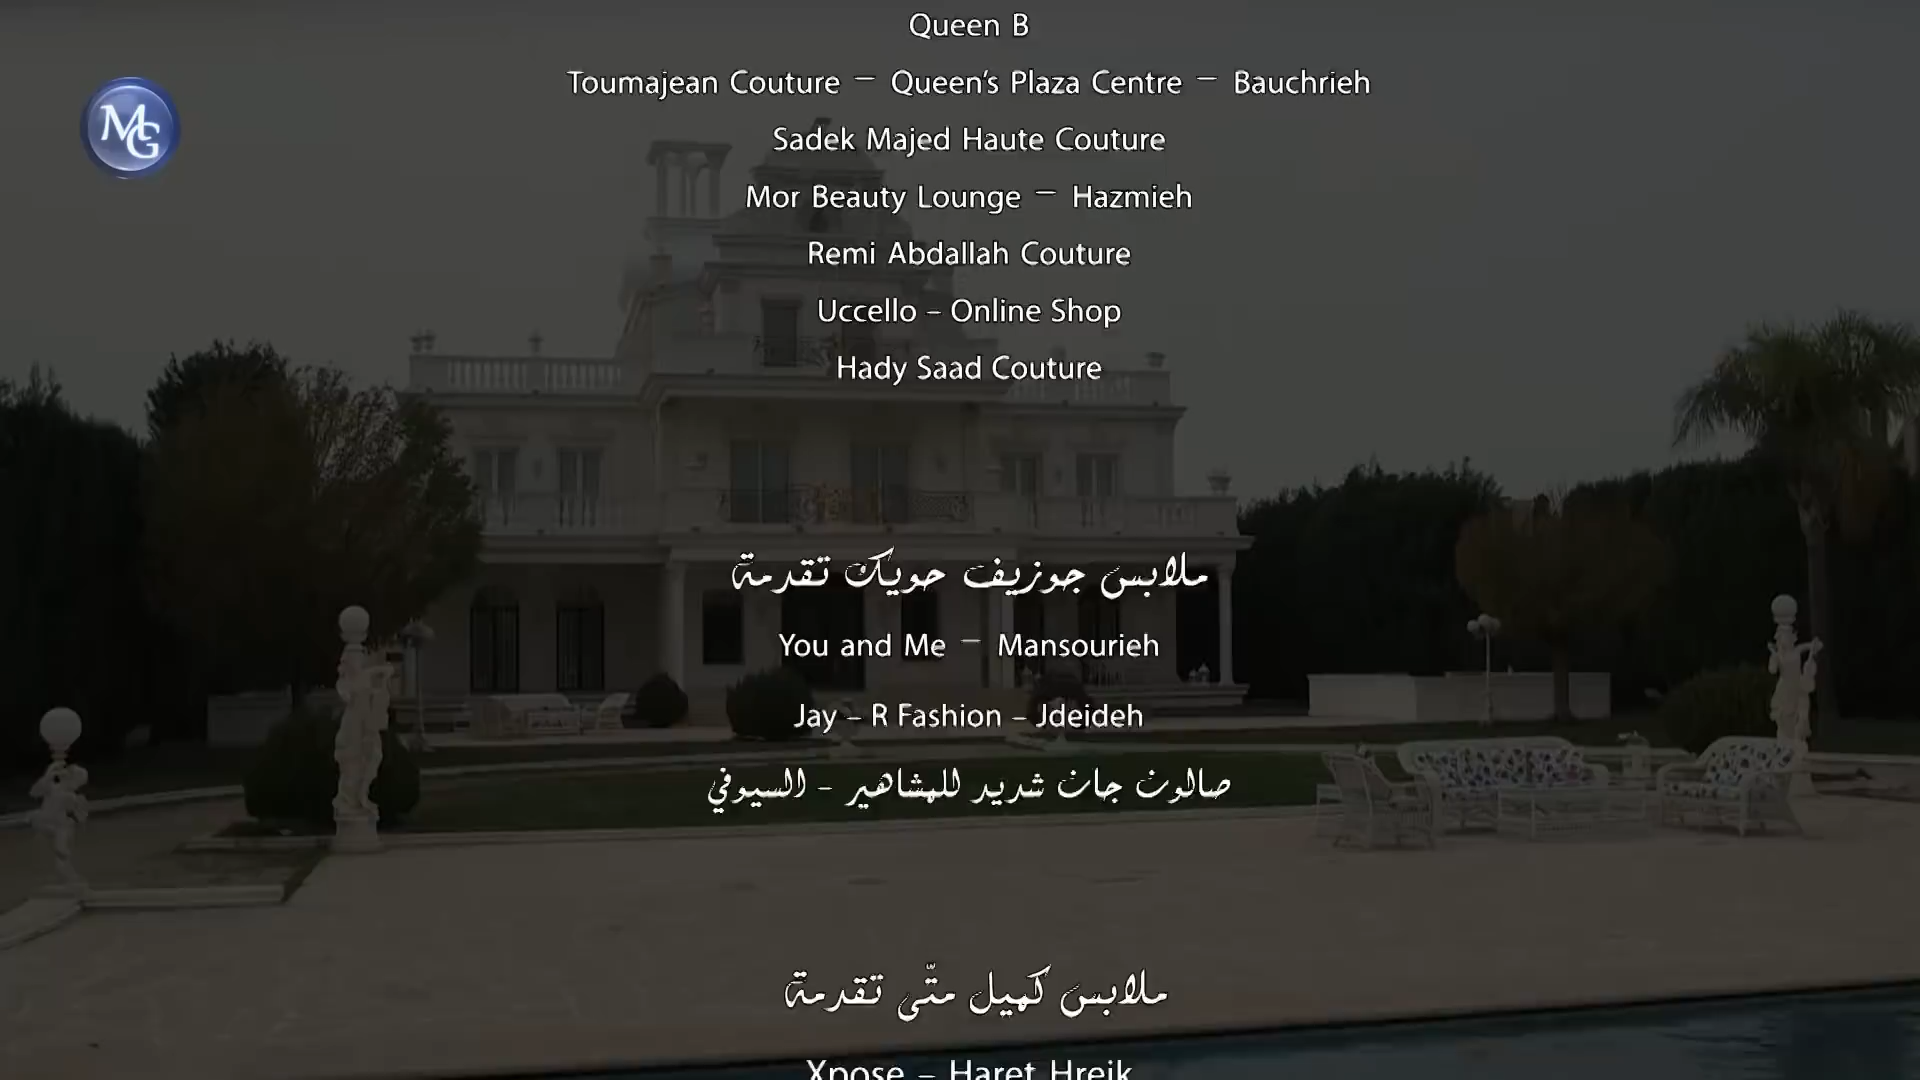 Queen B
MG
Toumajean Couture – Queen's Plaza Centre – Bauchrieh
Sadek Majed Haute Couture
Mor Beauty Lounge – Hazmieh
Remi Abdallah Couture
Uccello - Online Shop
Hady Saad Couture
ملابس جوزيف حويك تقدمة
You and Me – Mansourieh
Jay - R Fashion - Jdeideh
صالون جان شديد للمشاهير - السيوفي
ملابس كميل متّى تقدمة
Xpose - Haret Hreik